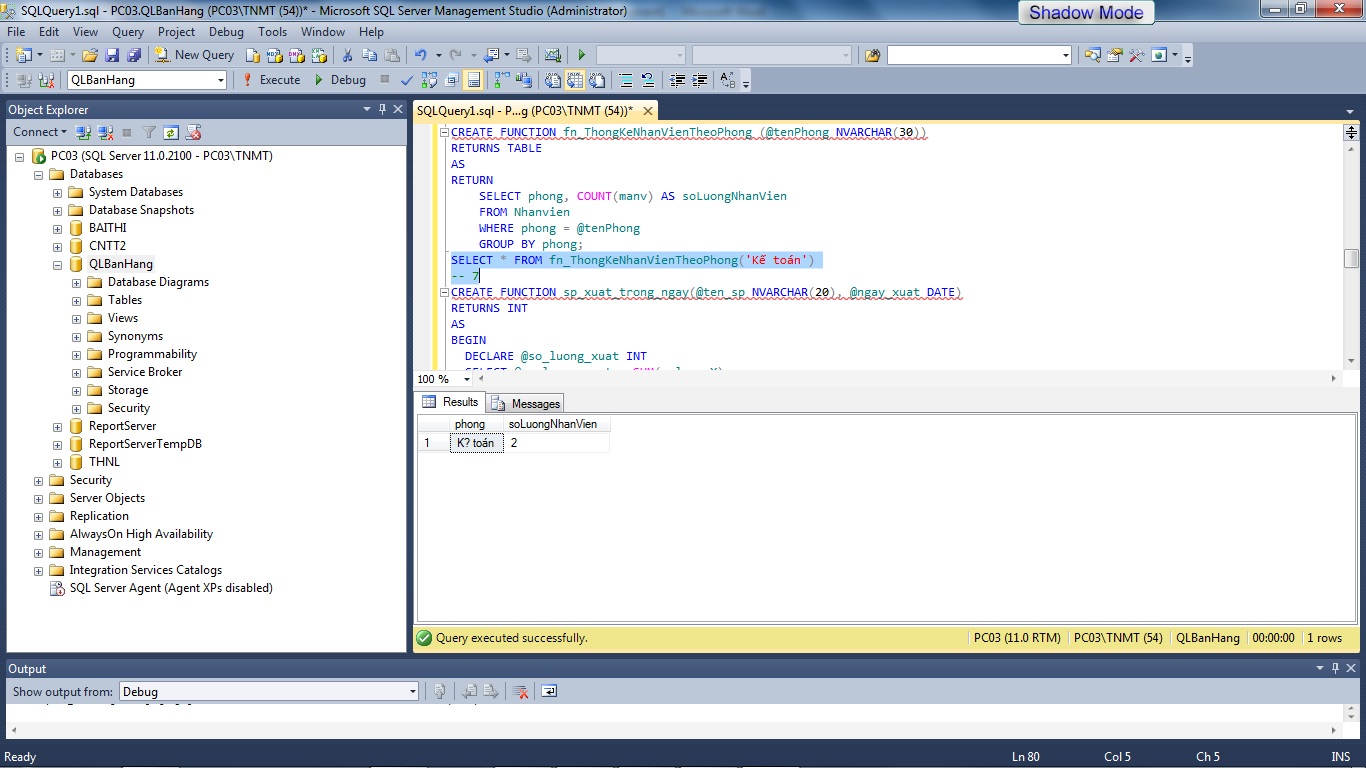 SQLQuery1.sql - PC03.QLBanHang (PC03\TNMT (54))* - Microsoft SQL Server Management Studio (Administrator)
Shadow Mode
File Edit View Query Project Debug Tools Window Help
New Query
QLBanHang Execute Debug
Object Explorer
Connect
PC03 (SQL Server 11.0.2100 - PC03\TNMT)
Databases
System Databases
Database Snapshots
BAITHI
CNTT2
QLBanHang
Database Diagrams
Tables
Views
Synonyms
Programmability
Service Broker
Storage
Security
ReportServer
ReportServerTempDB
THNL
Security
Server Objects
Replication
AlwaysOn High Availability
Management
Integration Services Catalogs
SQL Server Agent (Agent XPs disabled)
SQLQuery1.sql - P...g (PC03\TNMT (54))*
CREATE FUNCTION fn_ThongKeNhanVienTheoPhong (@tenPhong NVARCHAR(30))
RETURNS TABLE
AS
RETURN
SELECT phong, COUNT(manv) AS soLuongNhanVien
FROM Nhanvien
WHERE phong = @tenPhong
GROUP BY phong;
SELECT * FROM fn_ThongKeNhanVienTheoPhong('Kế toán')
-- 7
CREATE FUNCTION sp_xuat_trong_ngay(@ten_sp NVARCHAR(20), @ngay_xuat DATE)
RETURNS INT
AS
BEGIN
DECLARE @so_luong_xuat INT
100 %
Results Messages
phong soLuongNhanVien
1 K? toán 2
Query executed successfully. PC03 (11.0 RTM) PC03\TNMT (54) QLBanHang 00:00:00 1 rows
Output
Show output from: Debug
Ready Ln 80 Col 5 Ch 5 INS